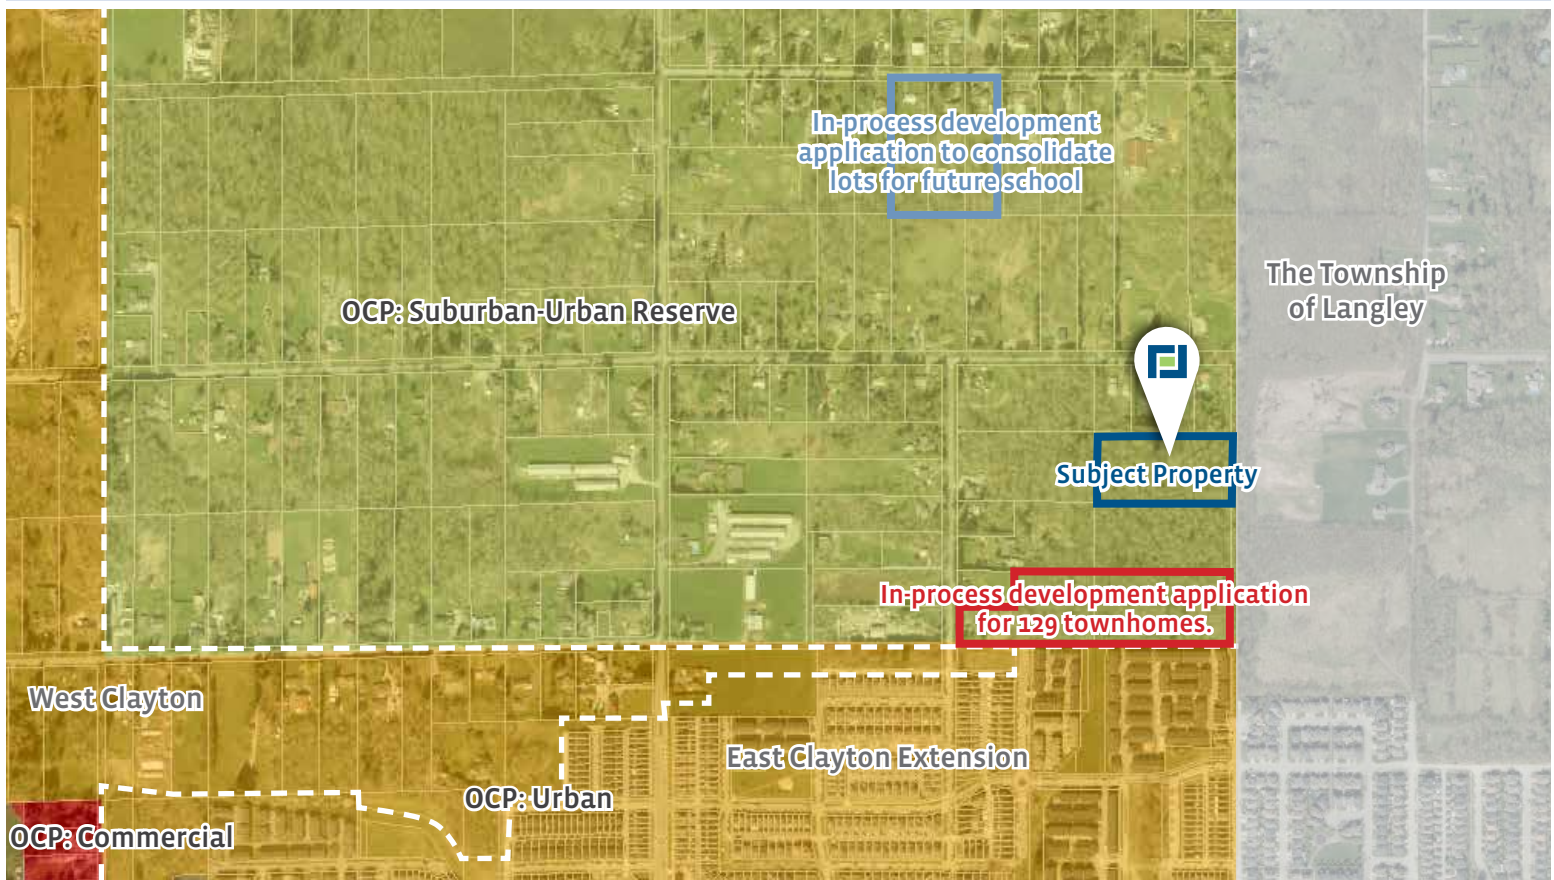 In-process development
application to consolidate
lots for future school
The Township
of Langley
OCP: Suburban-Urban Reserve
Subject Property
In-process development application
for 129 townhomes.
West Clayton
East Clayton Extension
OCP: Urban
OCP: Commercial